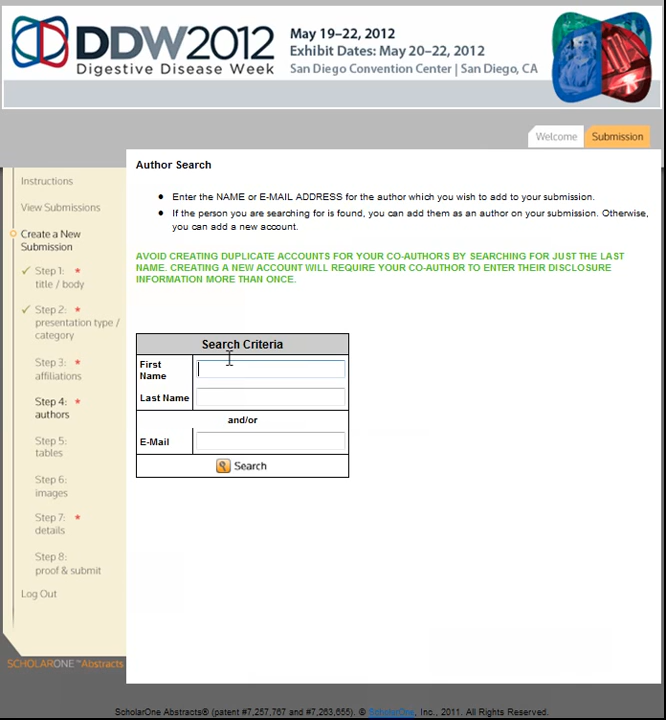 DDW2012
Digestive Disease Week
May 19–22, 2012
Exhibit Dates: May 20–22, 2012
San Diego Convention Center | San Diego, CA
Welcome
Submission
Instructions
View Submissions
Create a New
Submission
Step 1: *
title / body
Step 2: *
presentation type /
category
Step 3: *
affiliations
Step 4: *
authors
Step 5:
tables
Step 6:
images
Step 7: *
details
Step 8:
proof & submit
Log Out
SCHOLARONE™Abstracts
Author Search
• Enter the NAME or E-MAIL ADDRESS for the author which you wish to add to your submission.
• If the person you are searching for is found, you can add them as an author on your submission. Otherwise,
you can add a new account.
AVOID CREATING DUPLICATE ACCOUNTS FOR YOUR CO-AUTHORS BY SEARCHING FOR JUST THE LAST
NAME. CREATING A NEW ACCOUNT WILL REQUIRE YOUR CO-AUTHOR TO ENTER THEIR DISCLOSURE
INFORMATION MORE THAN ONCE.
Search Criteria
First
Name
Last Name
and/or
E-Mail
Search
ScholarOne Abstracts® (patent #7,257,767 and #7,263,655). © ScholarOne, Inc., 2011. All Rights Reserved.